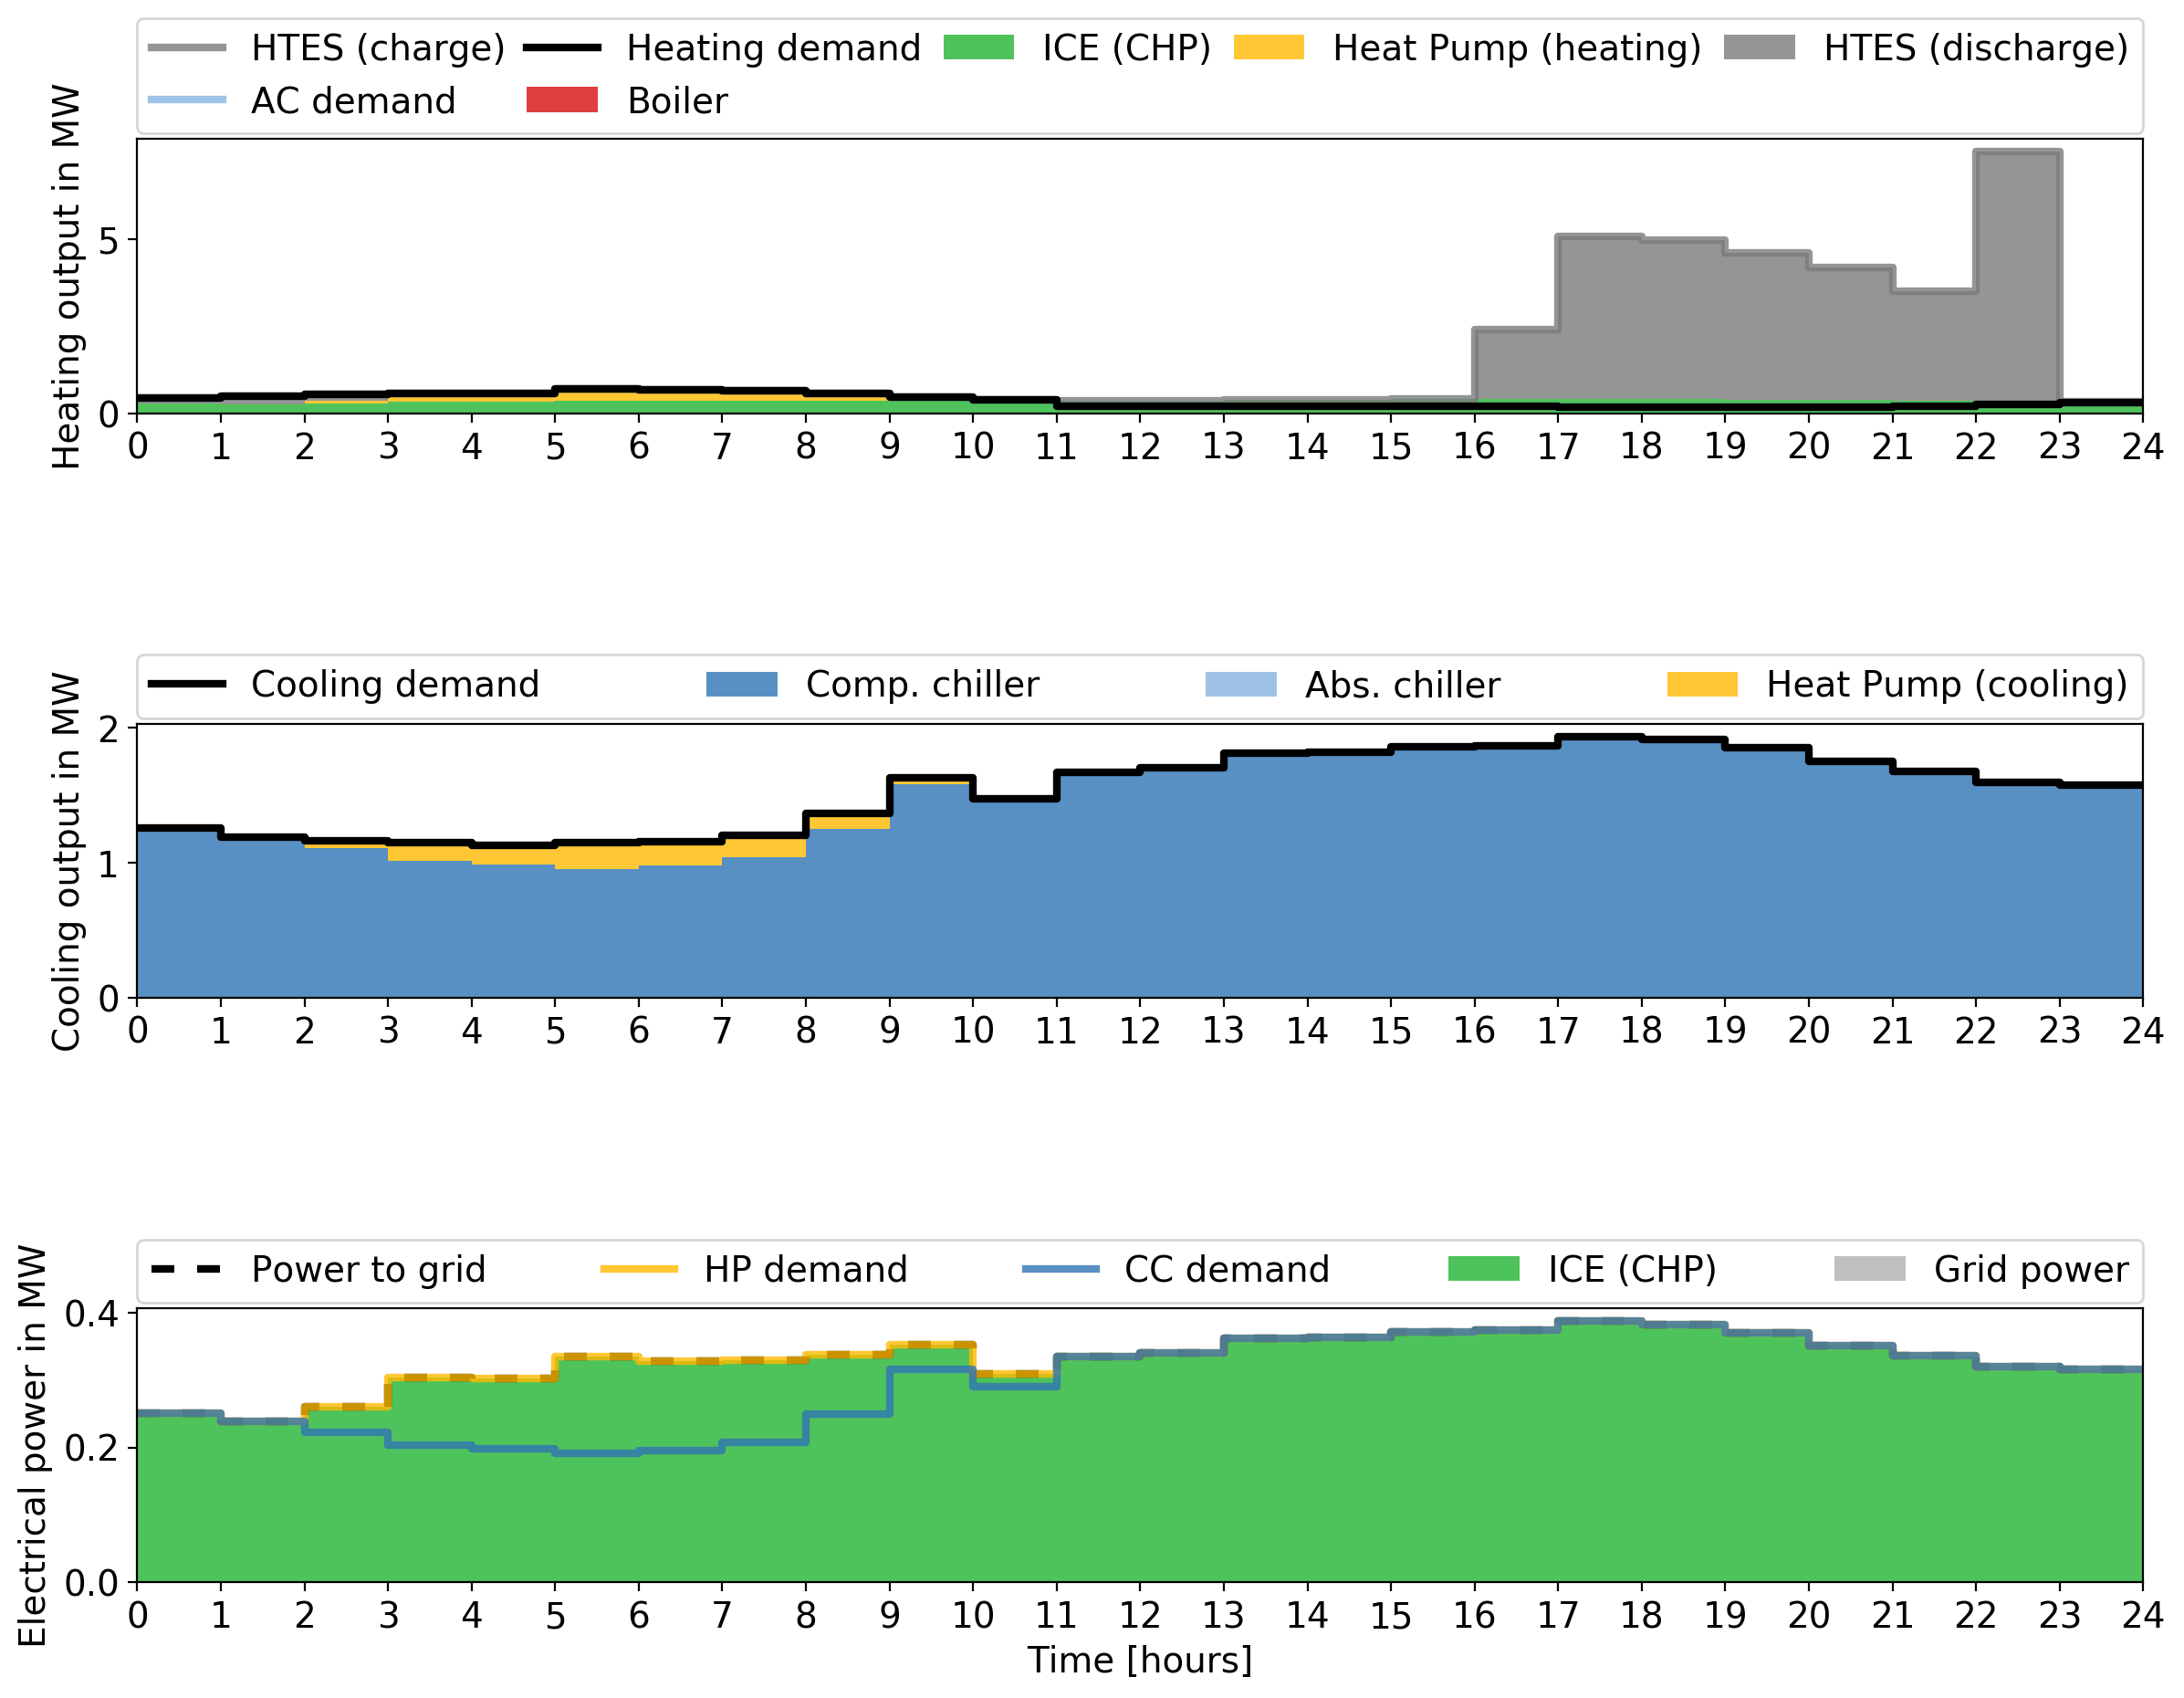 HTES (charge) Heating demand ICE (CHP) Heat Pump (heating) HTES (discharge)
AC demand Boiler
Heating output in MW
5
0
0 1 2 3 4 5 6 7 8 9 10 11 12 13 14 15 16 17 18 19 20 21 22 23 24
Cooling demand Comp. chiller Abs. chiller Heat Pump (cooling)
Cooling output in MW
2
1
0
0 1 2 3 4 5 6 7 8 9 10 11 12 13 14 15 16 17 18 19 20 21 22 23 24
Power to grid HP demand CC demand ICE (CHP) Grid power
Electrical power in MW
0.4
0.2
0.0
0 1 2 3 4 5 6 7 8 9 10 11 12 13 14 15 16 17 18 19 20 21 22 23 24
Time [hours]